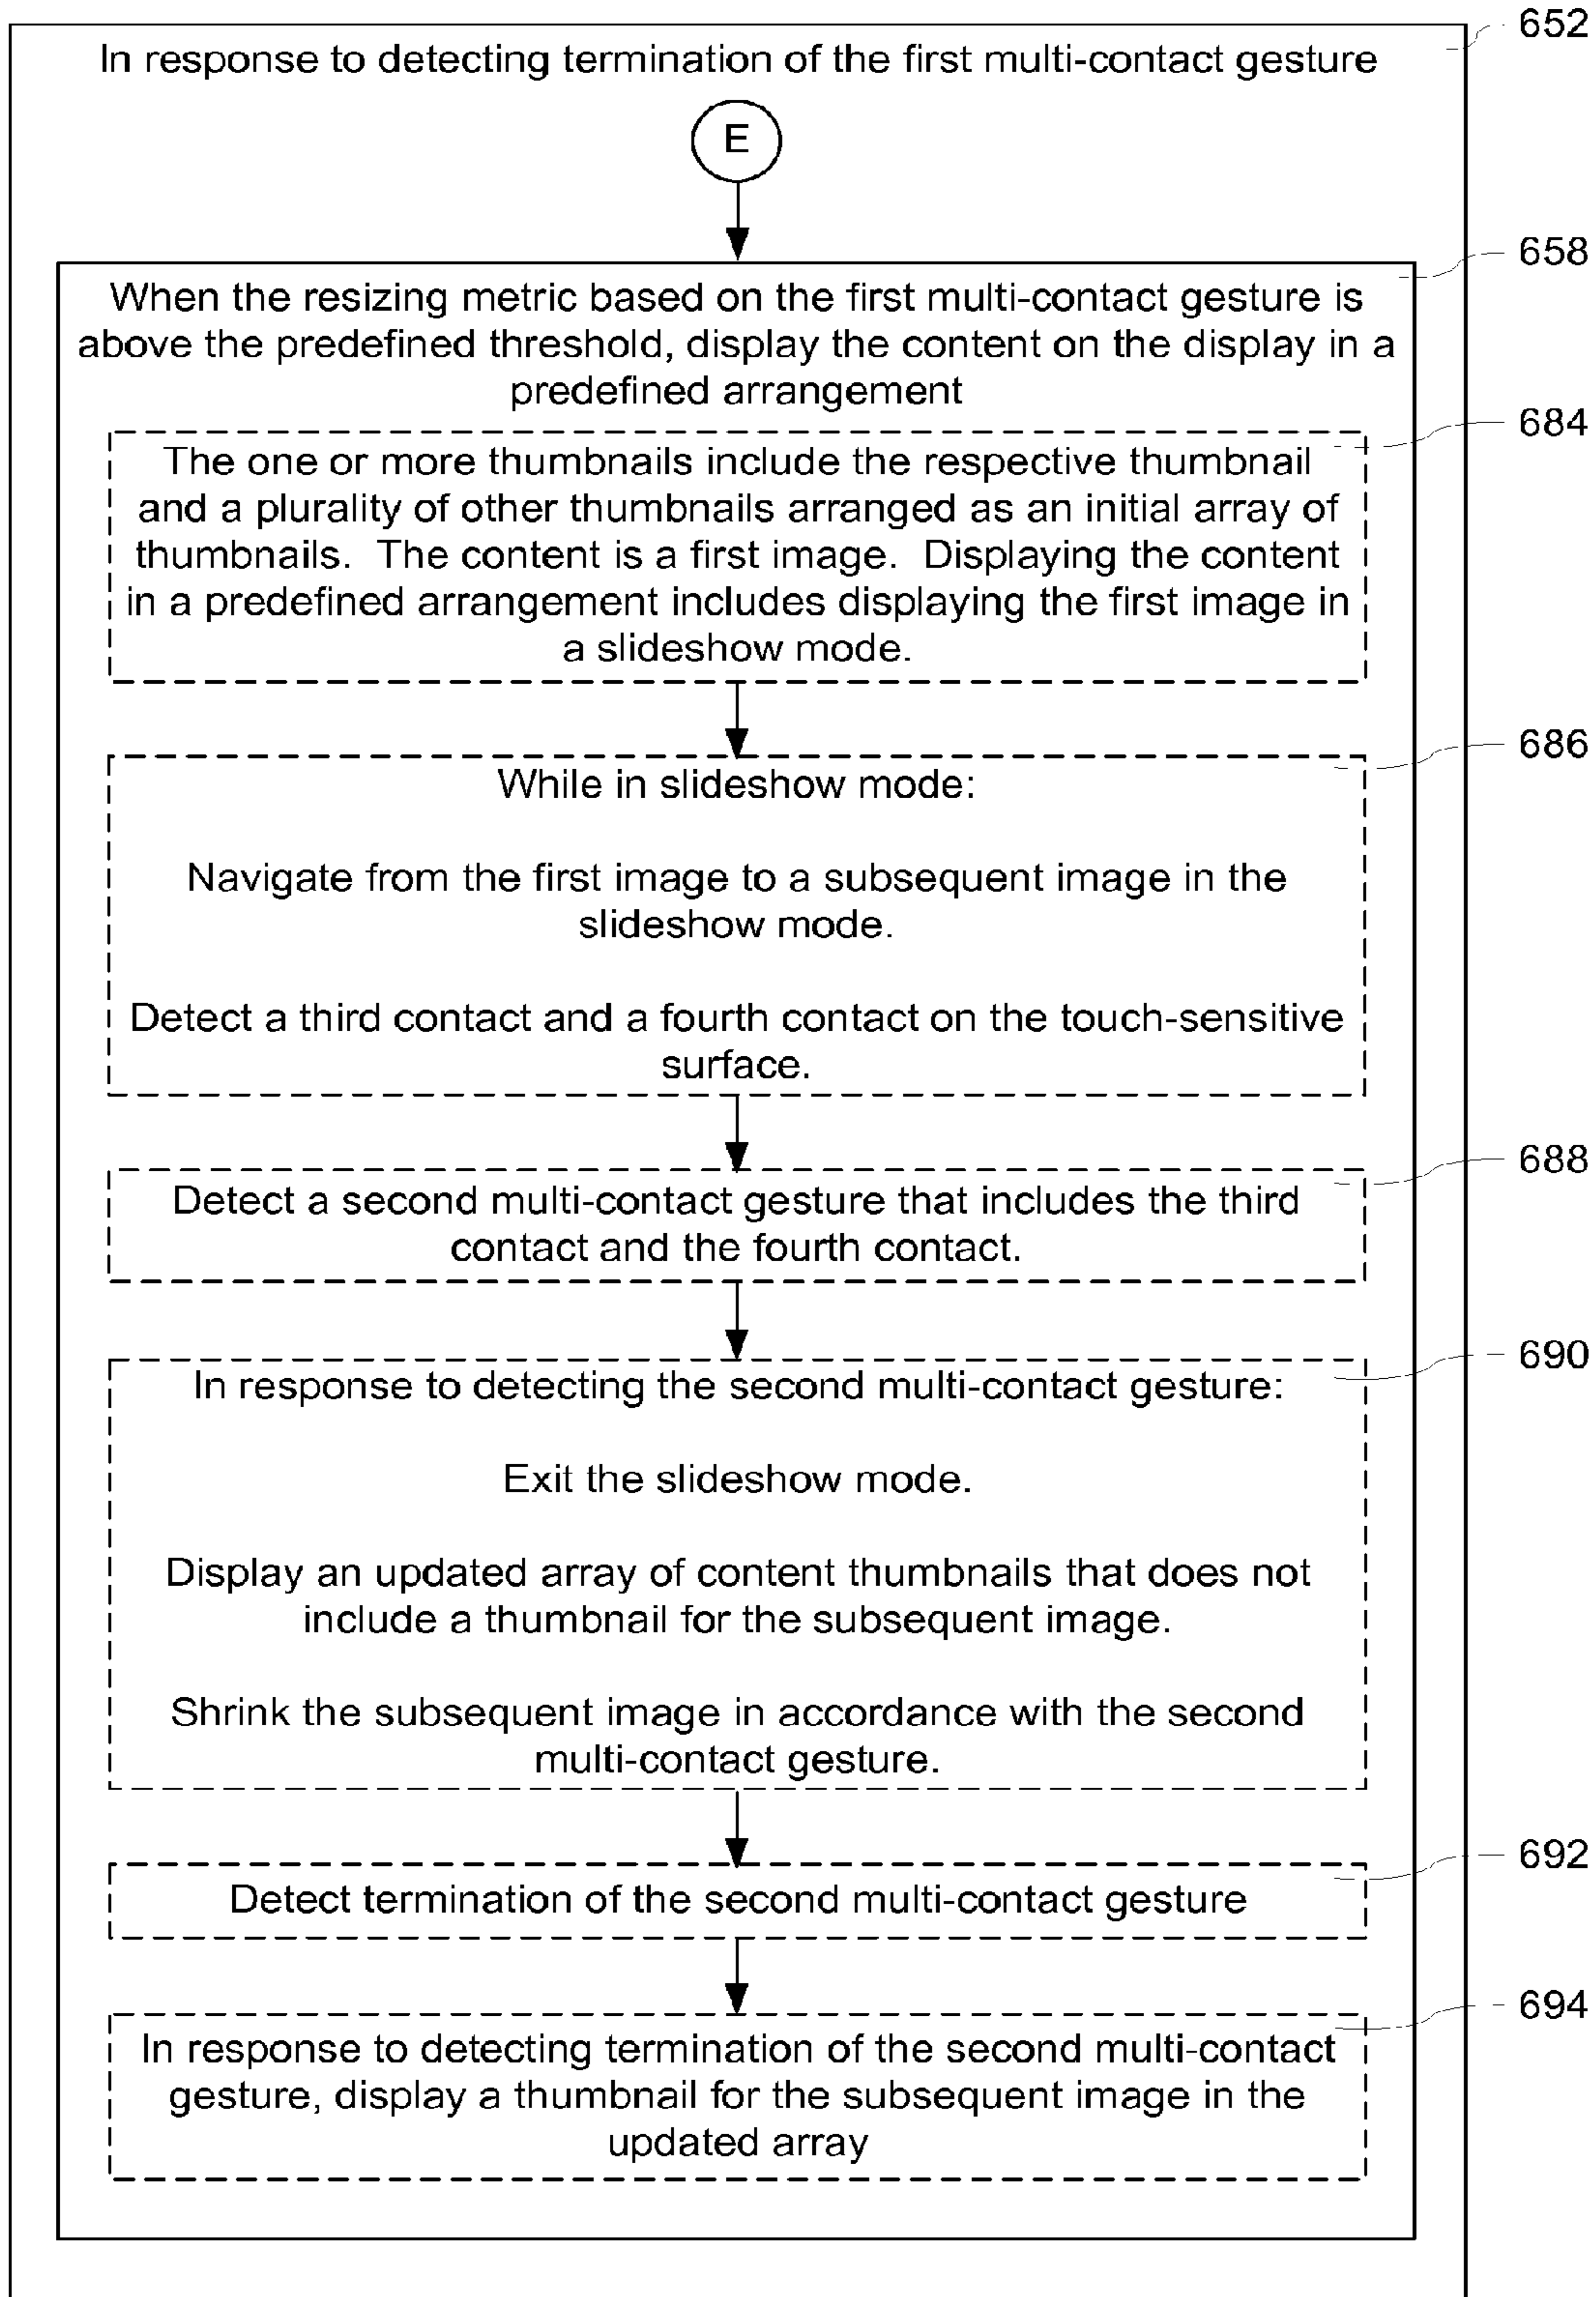 652
In response to detecting termination of the first multi-contact gesture
E
658
When the resizing metric based on the first multi-contact gesture is
above the predefined threshold, display the content on the display in a
predefined arrangement
684
The one or more thumbnails include the respective thumbnail
and a plurality of other thumbnails arranged as an initial array of
thumbnails.  The content is a first image.  Displaying the content
in a predefined arrangement includes displaying the first image in
a slideshow mode.
686
While in slideshow mode:
Navigate from the first image to a subsequent image in the
slideshow mode.
Detect a third contact and a fourth contact on the touch-sensitive
surface.
688
Detect a second multi-contact gesture that includes the third
contact and the fourth contact.
690
In response to detecting the second multi-contact gesture:
Exit the slideshow mode.
Display an updated array of content thumbnails that does not
include a thumbnail for the subsequent image.
Shrink the subsequent image in accordance with the second
multi-contact gesture.
692
Detect termination of the second multi-contact gesture
694
In response to detecting termination of the second multi-contact
gesture, display a thumbnail for the subsequent image in the
updated array